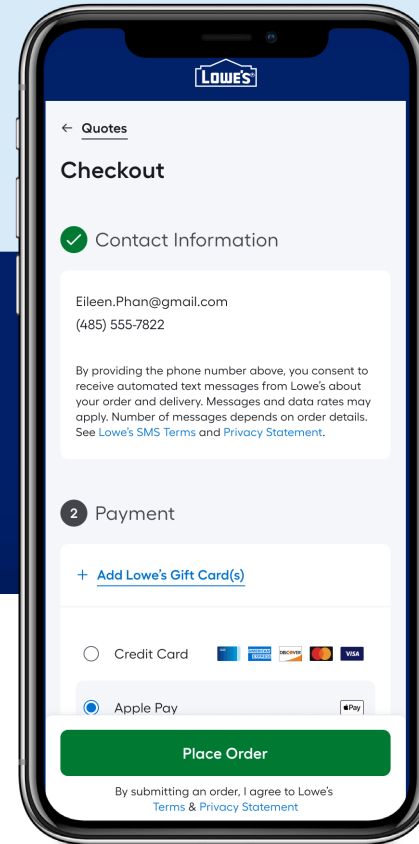 LOWE'S
← Quotes
Checkout
Contact Information
Eileen.Phan@gmail.com
(485) 555-7822
By providing the phone number above, you consent to
receive automated text messages from Lowe's about
your order and delivery. Messages and data rates may
apply. Number of messages depends on order details.
See Lowe's SMS Terms and Privacy Statement.
2 Payment
+ Add Lowe's Gift Card(s)
Credit Card AMERICAN EXPRESS DISCOVER VISA
Apple Pay Pay
Place Order
By submitting an order, I agree to Lowe's
Terms & Privacy Statement